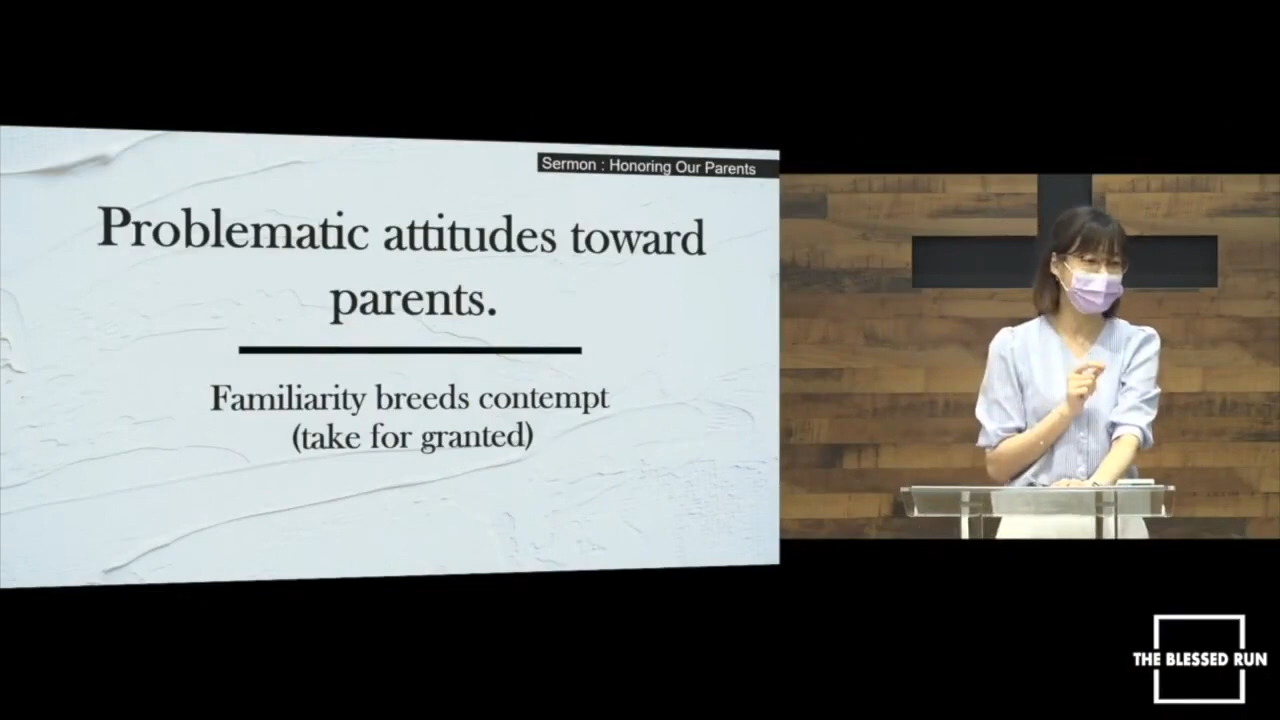 Sermon : Honoring Our Parents
Problematic attitudes toward
parents.
Familiarity breeds contempt
(take for granted)
THE BLESSED RUN